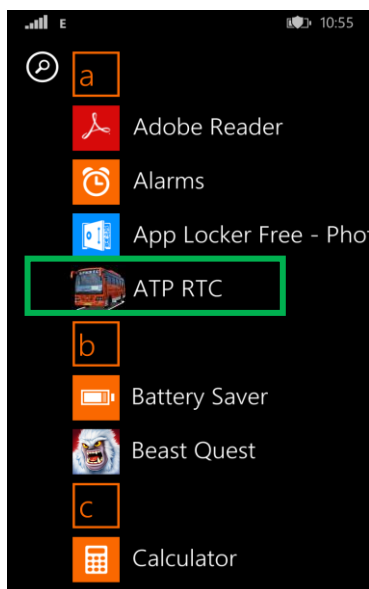 E 10:55
a
Adobe Reader
Alarms
App Locker Free - Pho
ATP RTC
b
Battery Saver
Beast Quest
c
Calculator